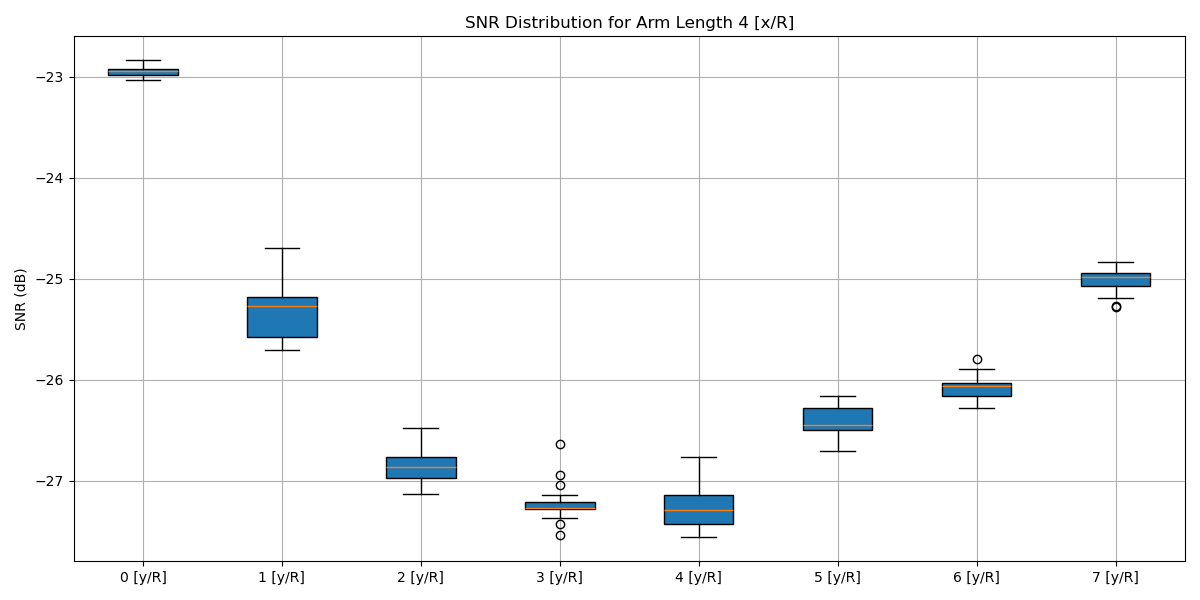 SNR Distribution for Arm Length 4 [x/R]
SNR (dB)
−23
−24
−25
−26
−27
0 [y/R] 1 [y/R] 2 [y/R] 3 [y/R] 4 [y/R] 5 [y/R] 6 [y/R] 7 [y/R]